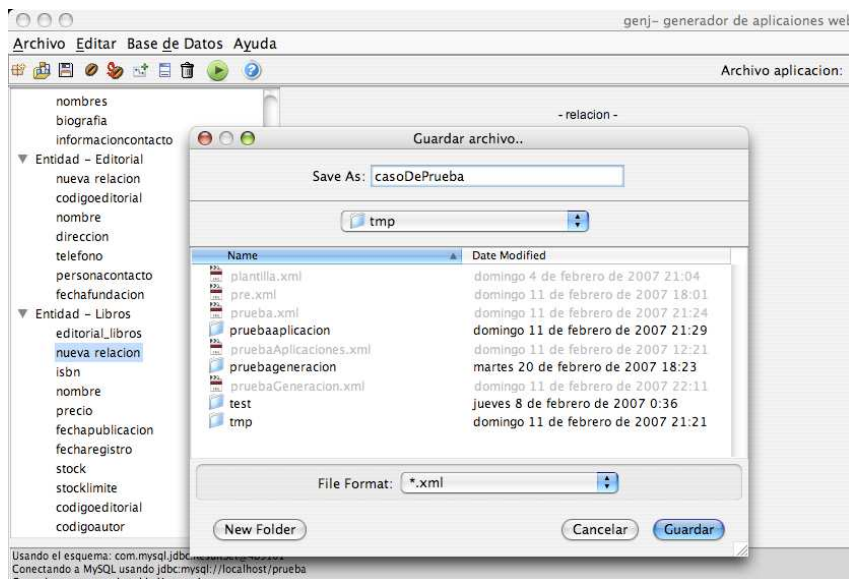 genj- generador de aplicaiones web
Archivo Editar Base de Datos Ayuda
Archivo aplicacion:
nombres
biografia
informacioncontacto
Entidad - Editorial
nueva relacion
codigoeditorial
nombre
direccion
telefono
personacontacto
fechafundacion
Entidad - Libros
editorial_libros
nueva relacion
isbn
nombre
precio
fechapublicacion
fecharegistro
stock
stocklimite
codigoeditorial
codigoautor
- relacion -
Guardar archivo..
Save As: casoDePrueba
tmp
Name Date Modified
plantilla.xml domingo 4 de febrero de 2007 21:04
pre.xml domingo 11 de febrero de 2007 18:01
prueba.xml domingo 11 de febrero de 2007 21:24
pruebaaplicacion domingo 11 de febrero de 2007 21:29
pruebaAplicaciones.xml domingo 11 de febrero de 2007 12:21
pruebageneracion martes 20 de febrero de 2007 18:23
pruebaGeneracion.xml domingo 11 de febrero de 2007 22:11
test jueves 8 de febrero de 2007 0:36
tmp domingo 11 de febrero de 2007 21:21
File Format: *.xml
New Folder Cancelar Guardar
Usando el esquema: com.mysql.jdbc.
Conectando a MySQL usando jdbc:mysql://localhost/prueba